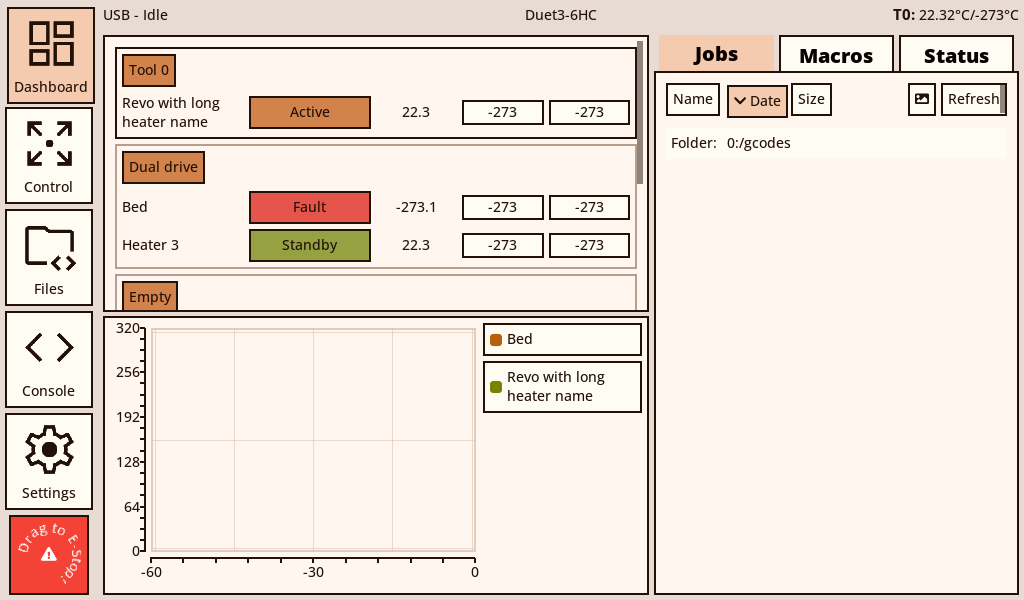 USB - Idle
Duet3-6HC
T0: 22.32°C/-273°C
Dashboard
Control
Files
Console
Settings
Drag to E-Stop!
Tool 0
Revo with long
heater name
Active
22.3
-273
-273
Dual drive
Bed
Fault
-273.1
-273
-273
Heater 3
Standby
22.3
-273
-273
Empty
320
256
192
128
64
0
-60
-30
0
Bed
Revo with long
heater name
Jobs
Macros
Status
Name
Date
Size
Refresh
Folder: 0:/gcodes